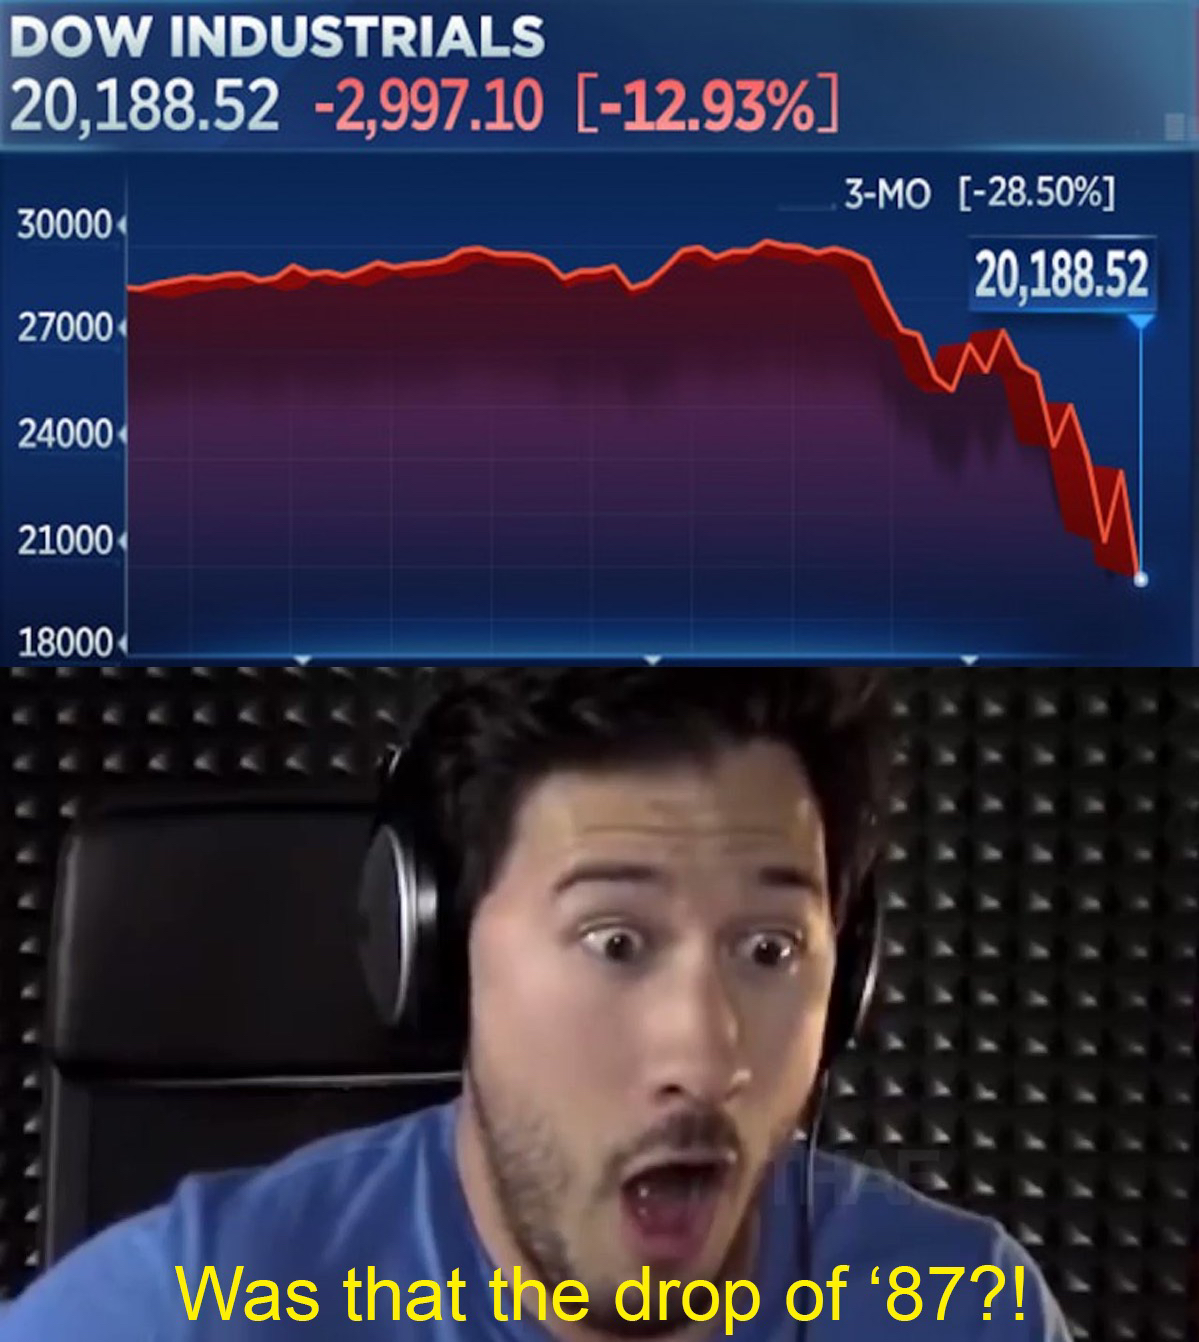 DOW INDUSTRIALS
20,188.52 -2,997.10 [-12.93%]
3-MO [-28.50%]
30000
20,188.52
27000
24000
21000
18000
Was that the drop of ‘87?!